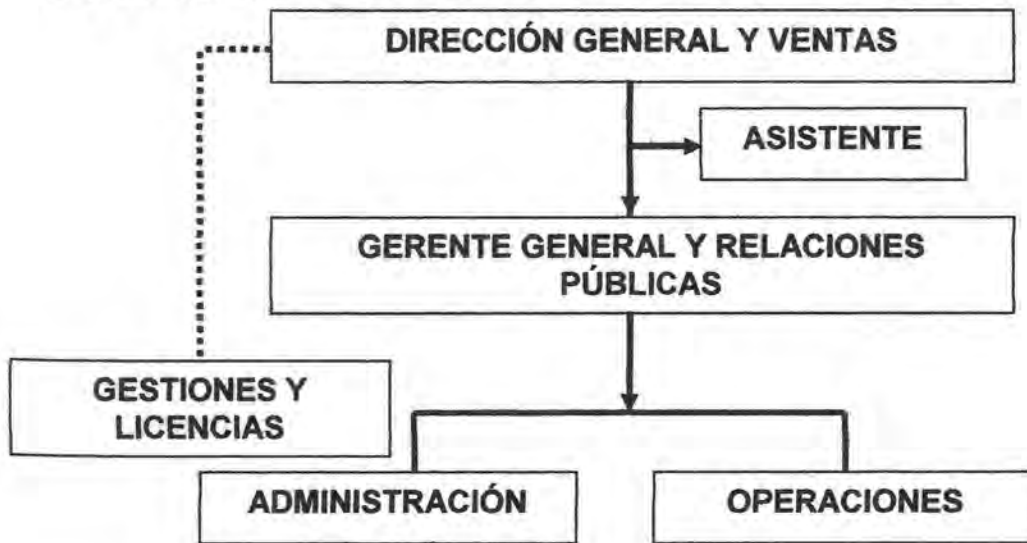 DIRECCIÓN GENERAL Y VENTAS
ASISTENTE
GERENTE GENERAL Y RELACIONES
PÚBLICAS
GESTIONES Y
LICENCIAS
ADMINISTRACIÓN
OPERACIONES